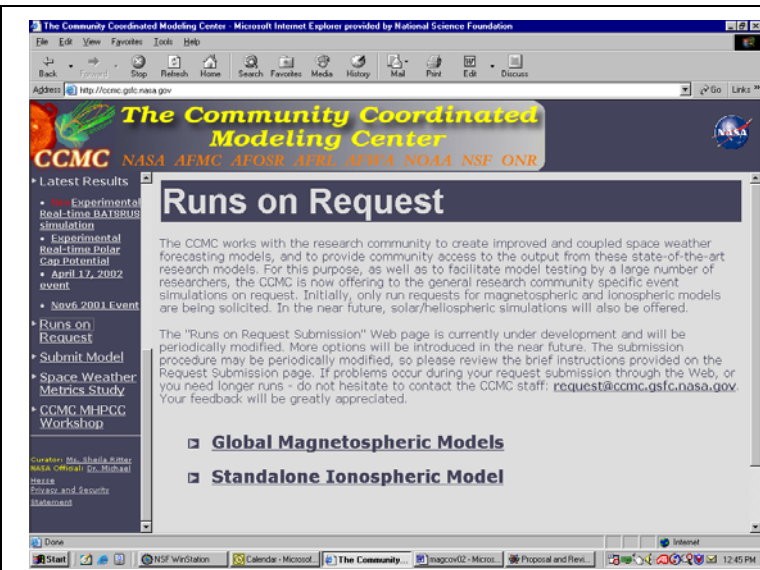 The Community Coordinated Modeling Center - Microsoft Internet Explorer provided by National Science Foundation
File Edit View Favorites Tools Help
Back Forward Stop Refresh Home Search Favorites Media History Mail Print Edit Discuss
Address http://ccmc.gsfc.nasa.gov Go Links »
The Community Coordinated
Modeling Center
CCMC NASA AFMC AFOSR AFRL AFWA NOAA NSF ONR
NASA
Latest Results
Experimental
Real-time BATSRUS
simulation
• Experimental
Real-time Polar
Cap Potential
• April 17, 2002
event
• Nov6 2001 Event
Runs on
Request
Submit Model
Space Weather
Metrics Study
CCMC MHPCC
Workshop
Curator: Ms. Sheila Ritter
NASA Official: Dr. Michael
Hesse
Privacy and Security
Statement
Runs on Request
The CCMC works with the research community to create improved and coupled space weather
forecasting models, and to provide community access to the output from these state-of-the-art
research models. For this purpose, as well as to facilitate model testing by a large number of
researchers, the CCMC is now offering to the general research community specific event
simulations on request. Initially, only run requests for magnetospheric and ionospheric models
are being solicited. In the near future, solar/heliospheric simulations will also be offered.
The "Runs on Request Submission" Web page is currently under development and will be
periodically modified. More options will be introduced in the near future. The submission
procedure may be periodically modified, so please review the brief instructions provided on the
Request Submission page. If problems occur during your request submission through the Web, or
you need longer runs - do not hesitate to contact the CCMC staff: request@ccmc.gsfc.nasa.gov.
Your feedback will be greatly appreciated.
Global Magnetospheric Models
Standalone Ionospheric Model
Done Internet
Start NSF WinStation Calendar - Microsof... The Community... magcov02 - Micros... Proposal and Revi... 12:45 PM